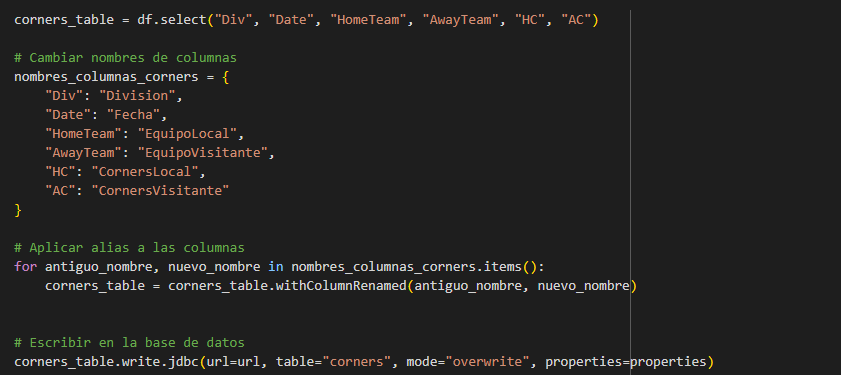 corners_table = df.select("Div", "Date", "HomeTeam", "AwayTeam", "HC", "AC")
# Cambiar nombres de columnas
nombres_columnas_corners = {
    "Div": "Division",
    "Date": "Fecha",
    "HomeTeam": "EquipoLocal",
    "AwayTeam": "EquipoVisitante",
    "HC": "CornersLocal",
    "AC": "CornersVisitante"
}
# Aplicar alias a las columnas
for antiguo_nombre, nuevo_nombre in nombres_columnas_corners.items():
    corners_table = corners_table.withColumnRenamed(antiguo_nombre, nuevo_nombre)
# Escribir en la base de datos
corners_table.write.jdbc(url=url, table="corners", mode="overwrite", properties=properties)